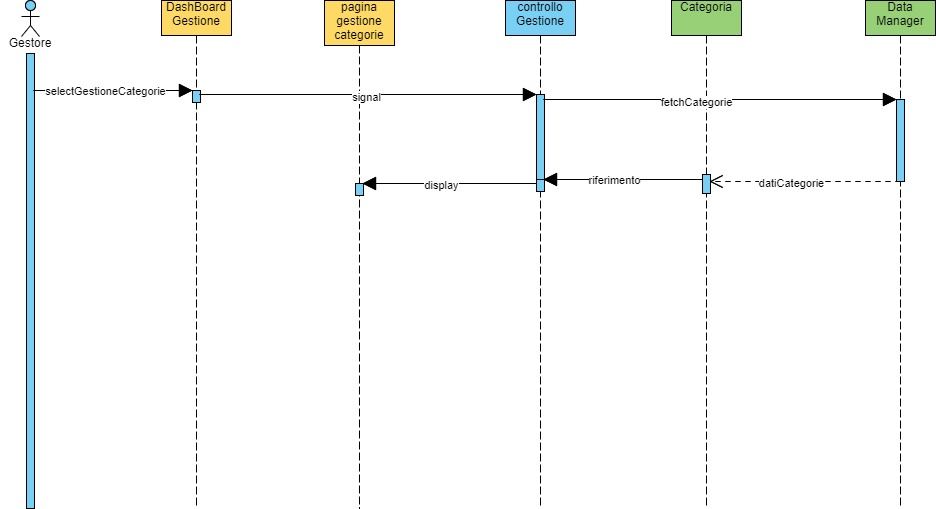 Gestore
DashBoard
Gestione
pagina
gestione
categorie
controllo
Gestione
Categoria
Data
Manager
selectGestioneCategorie
signal
fetchCategorie
display
riferimento
datiCategorie